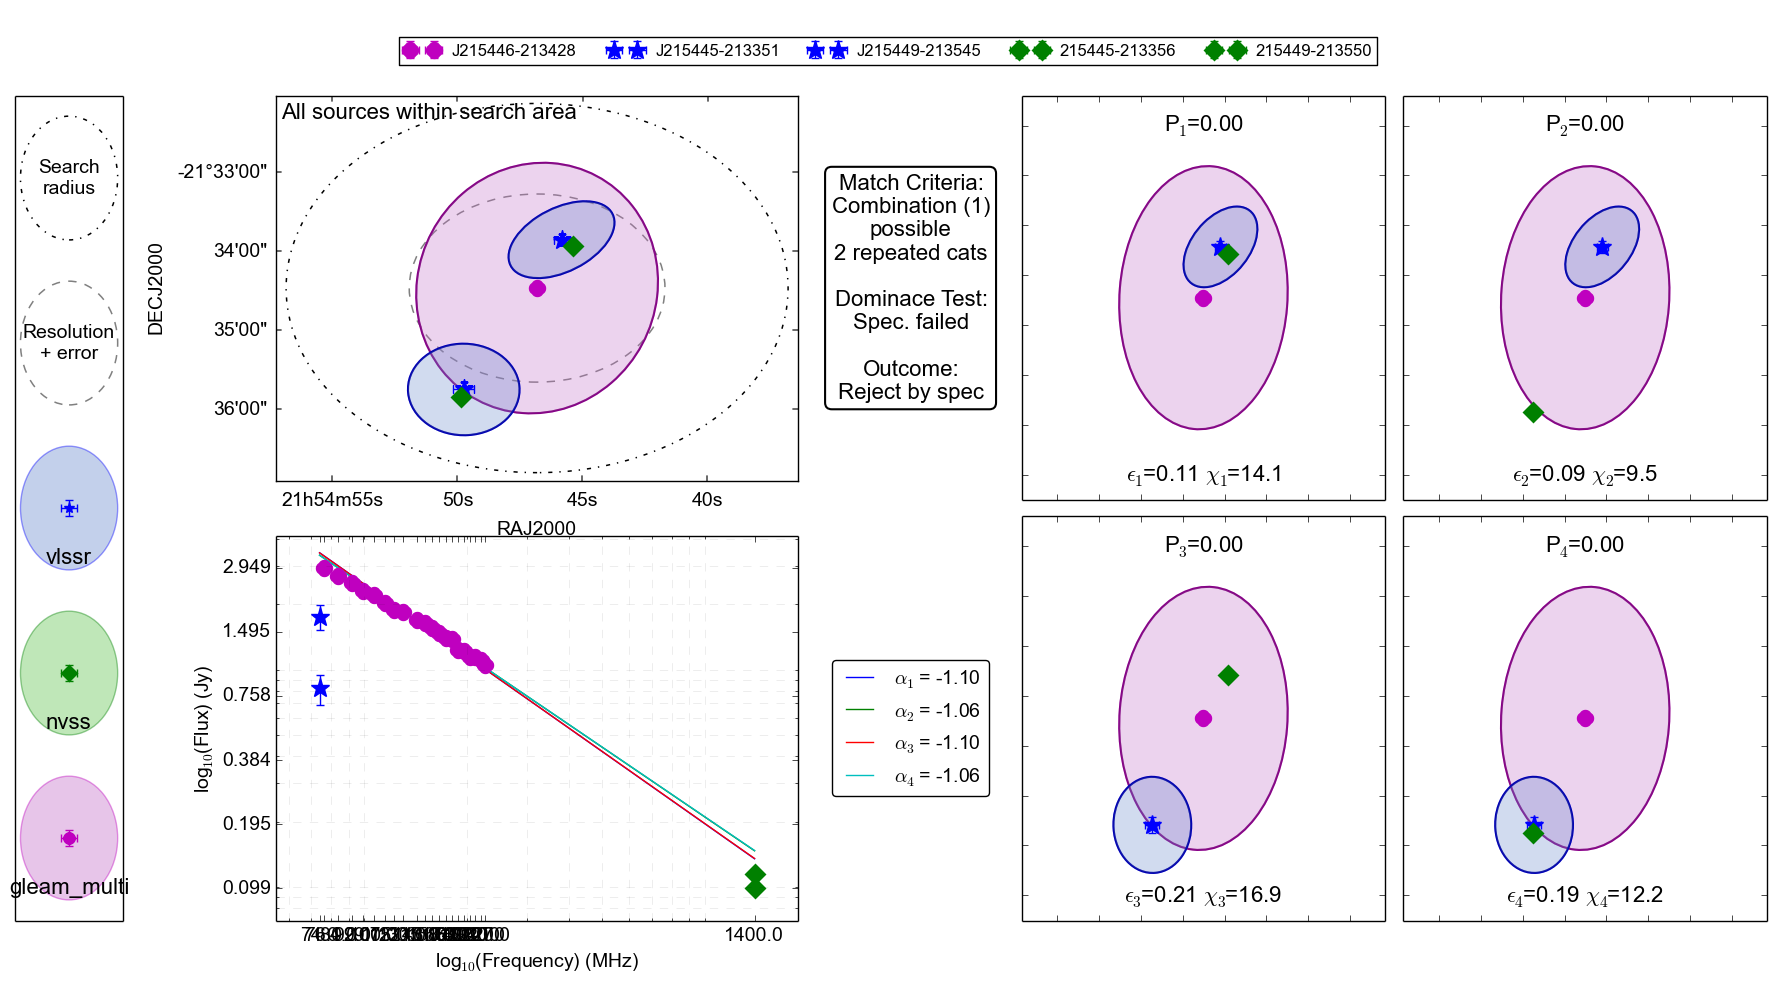 J215446-213428 J215445-213351 J215449-213545 215445-213356 215449-213550
Search
radius
Resolution
+ error
vlssr
nvss
gleam_multi
All sources within search area
DECJ2000
-21°33'00"
34'00"
35'00"
36'00"
21h54m55s 50s 45s 40s
RAJ2000
Match Criteria:
Combination (1)
possible
2 repeated cats
Dominace Test:
Spec. failed
Outcome:
Reject by spec
log₁₀(Flux) (Jy)
2.949
1.495
0.758
0.384
0.195
0.099
1400.0
log₁₀(Frequency) (MHz)
α₁ = -1.10
α₂ = -1.06
α₃ = -1.10
α₄ = -1.06
P₁=0.00
ϵ₁=0.11 χ₁=14.1
P₂=0.00
ϵ₂=0.09 χ₂=9.5
P₃=0.00
ϵ₃=0.21 χ₃=16.9
P₄=0.00
ϵ₄=0.19 χ₄=12.2